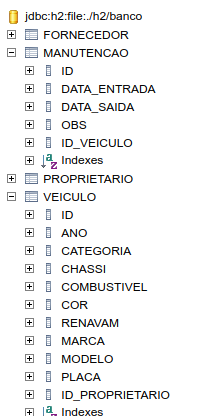 jdbc:h2:file:./h2/banco
FORNECEDOR
MANUTENCAO
ID
DATA_ENTRADA
DATA_SAIDA
OBS
ID_VEICULO
Indexes
PROPRIETARIO
VEICULO
ID
ANO
CATEGORIA
CHASSI
COMBUSTIVEL
COR
RENAVAM
MARCA
MODELO
PLACA
ID_PROPRIETARIO
Indexes